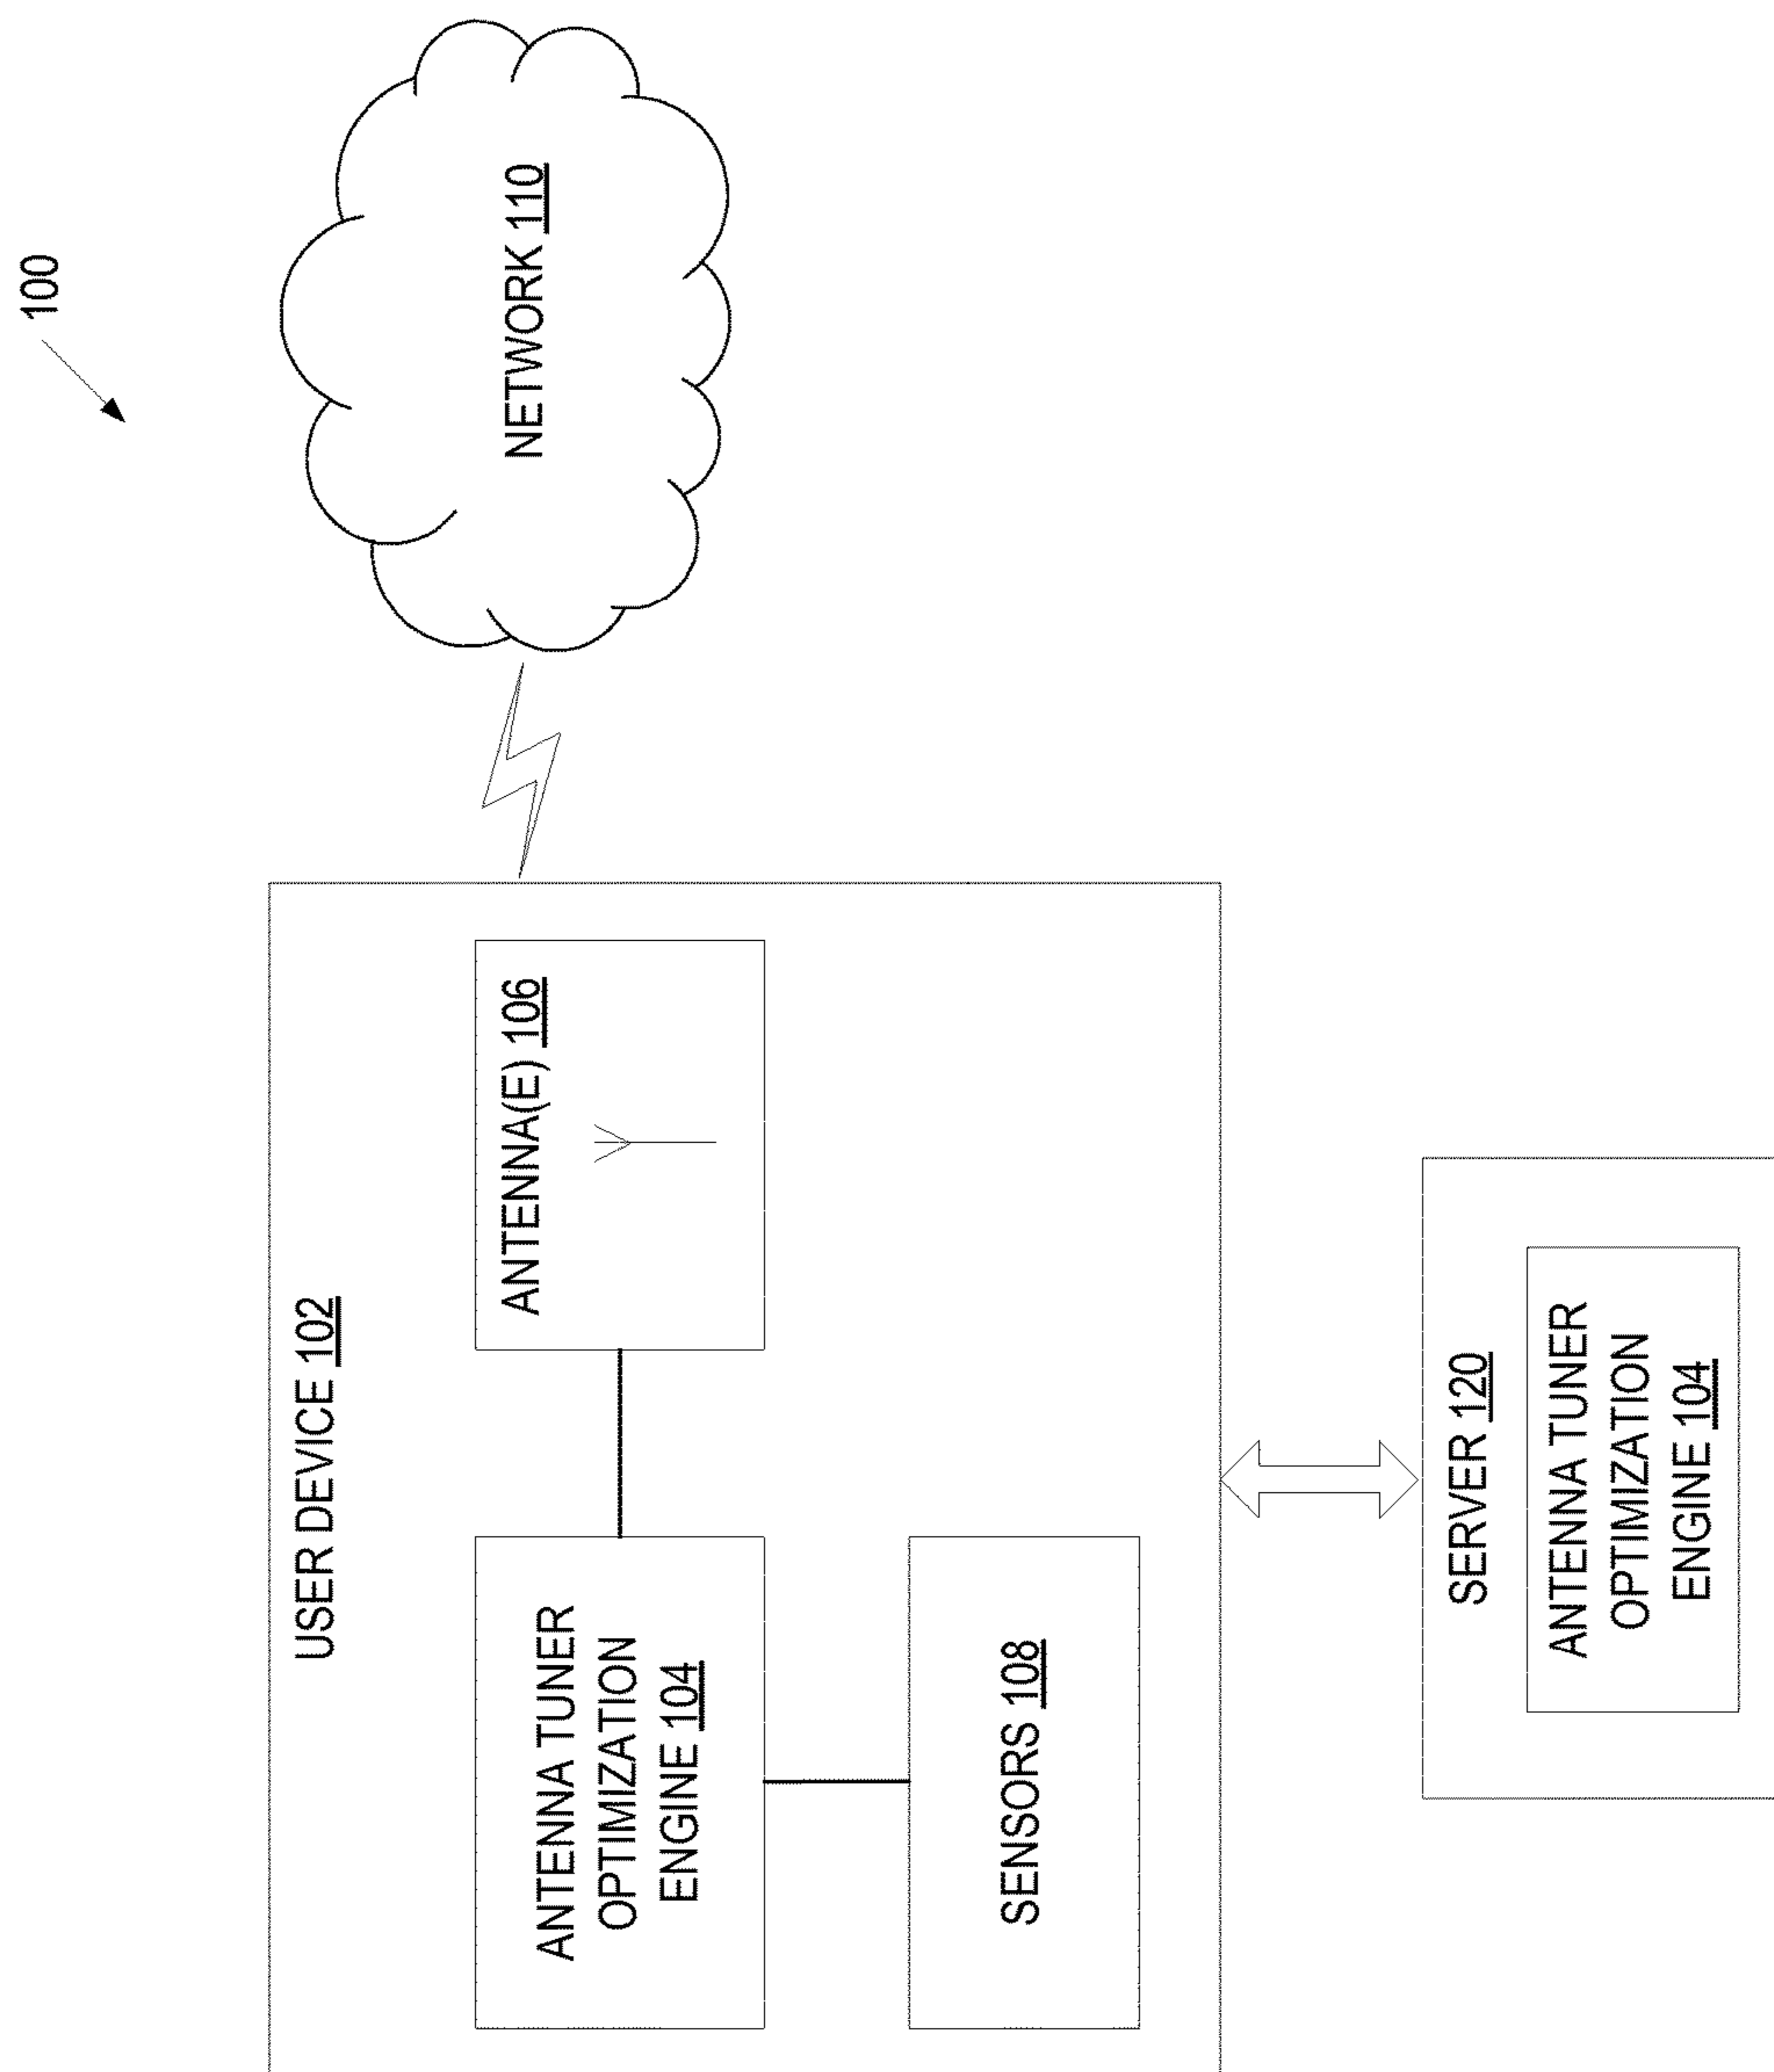 100
USER DEVICE 102
ANTENNA TUNER
OPTIMIZATION
ENGINE 104
ANTENNA(E) 106
NETWORK 110
SENSORS 108
SERVER 120
ANTENNA TUNER
OPTIMIZATION
ENGINE 104